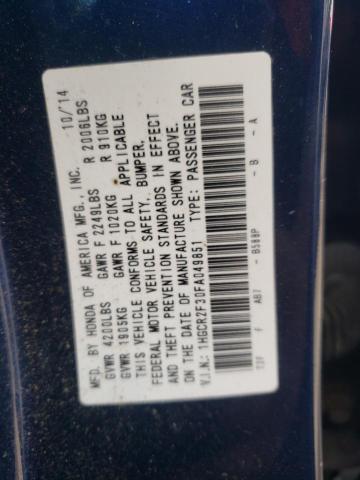 MFD. BY HONDA OF AMERICA MFG., INC. 10/14
GVWR 4200LBS GAWR F 2249LBS R 2006LBS
GVWR 1905KG GAWR F 1020KG R 910KG
THIS VEHICLE CONFORMS TO ALL APPLICABLE
FEDERAL MOTOR VEHICLE SAFETY, BUMPER,
AND THEFT PREVENTION STANDARDS IN EFFECT
ON DATE OF MANUFACTURE SHOWN ABOVE.
V.I.N.: 1HGCR2F30FA049851 TYPE: PASSENGER CAR
F AB7 - B588P - B - A